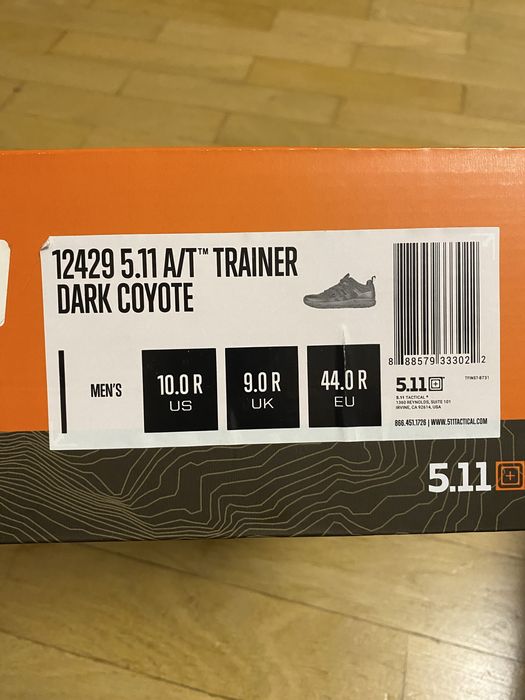 12429 5.11 A/T™ TRAINER
DARK COYOTE
MEN'S
10.0 R
US
9.0 R
UK
44.0 R
EU
8 88579 33302 2
5.11
TFWST-B731
5.11 TACTICAL®
1360 REYNOLDS, SUITE 101
IRVINE, CA 92614, USA
866.451.1726 | WWW.511TACTICAL.COM
5.11